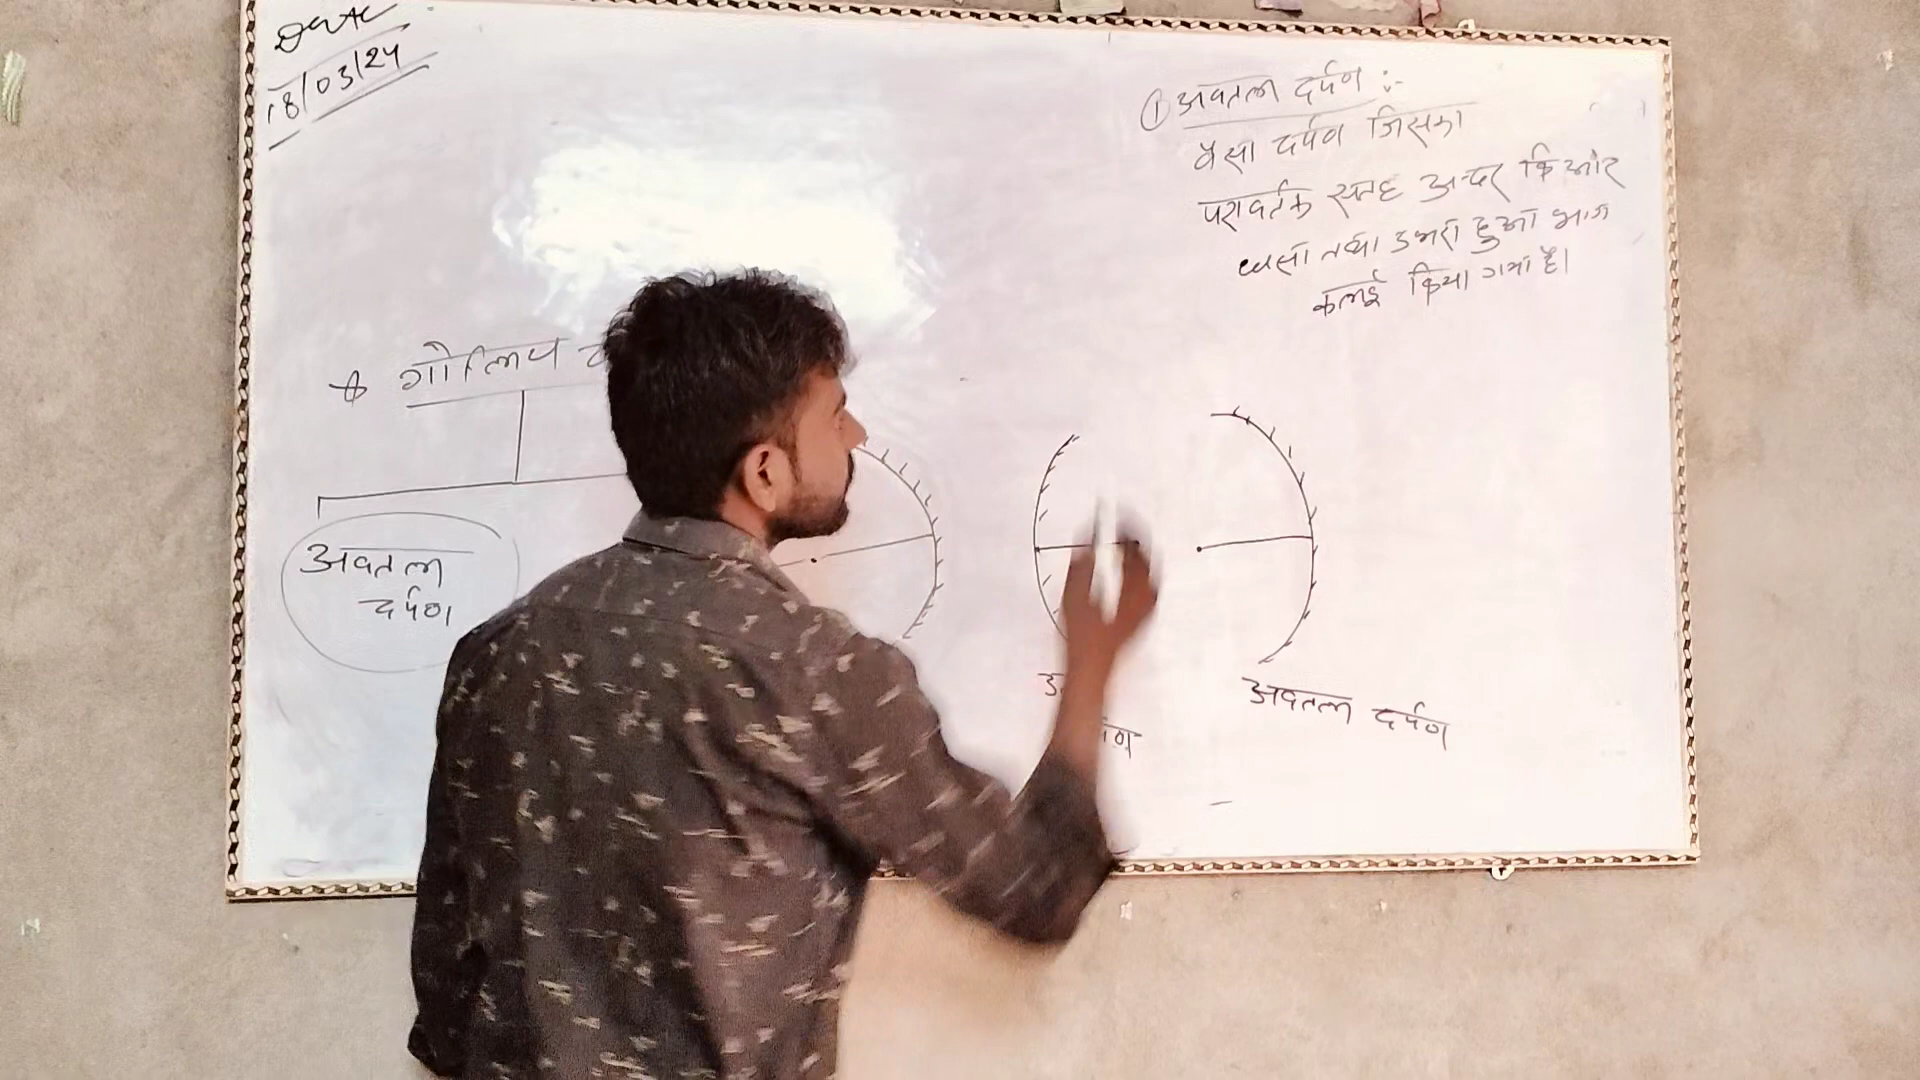 Date
18/03/24
① अवतल दर्पण :-
वैसा दर्पण जिसका
परावर्तक सतह अन्दर कि ओर
धसा तथा उभरा हुआ भाग
कलई किया गया है।
* गोलिय
अवतल
दर्पण
अवतल दर्पण